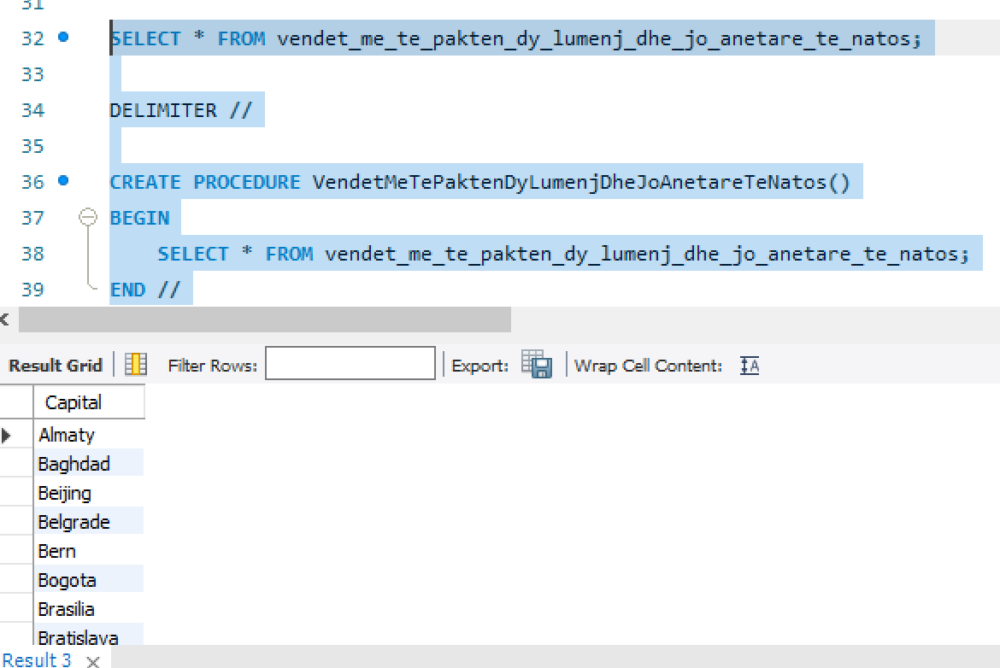 31
32 SELECT * FROM vendet_me_te_pakten_dy_lumenj_dhe_jo_anetare_te_natos;
33
34 DELIMITER //
35
36 CREATE PROCEDURE VendetMeTePaktenDyLumenjDheJoAnetareTeNatos()
37 BEGIN
38 SELECT * FROM vendet_me_te_pakten_dy_lumenj_dhe_jo_anetare_te_natos;
39 END //
Result Grid Filter Rows: Export: Wrap Cell Content: IA
Capital
Almaty
Baghdad
Beijing
Belgrade
Bern
Bogota
Brasilia
Bratislava
Result 3 ×